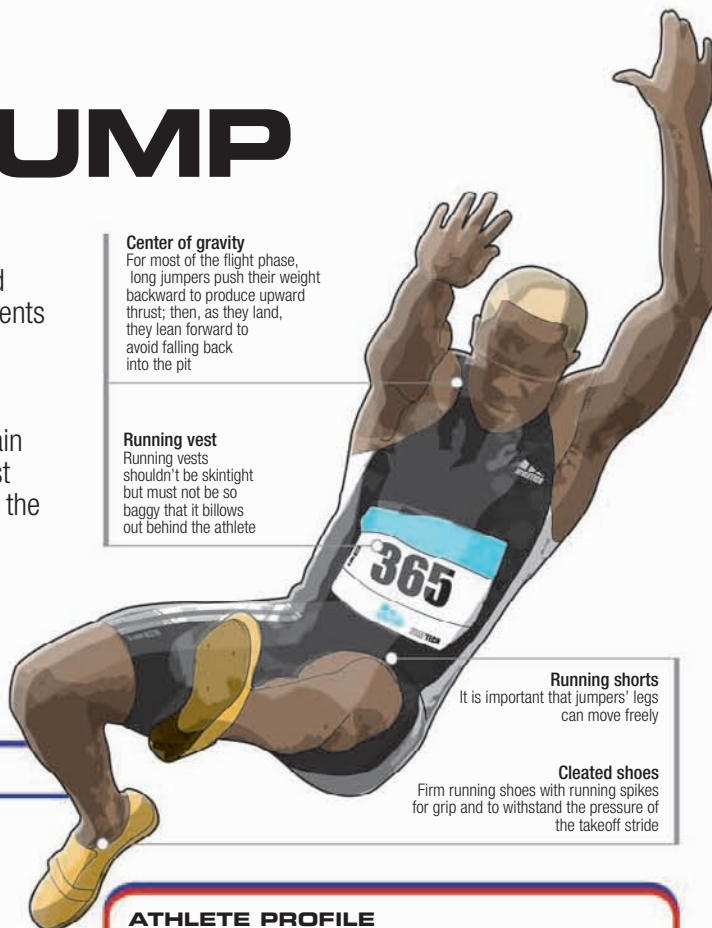 UMP
ents
ain
st
the
Center of gravity
For most of the flight phase,
long jumpers push their weight
backward to produce upward
thrust; then, as they land,
they lean forward to
avoid falling back
into the pit
Running vest
Running vests
shouldn't be skintight
but must not be so
baggy that it billows
out behind the athlete
365
Running shorts
It is important that jumpers' legs
can move freely
Cleated shoes
Firm running shoes with running spikes
for grip and to withstand the pressure of
the takeoff stride
ATHLETE PROFILE